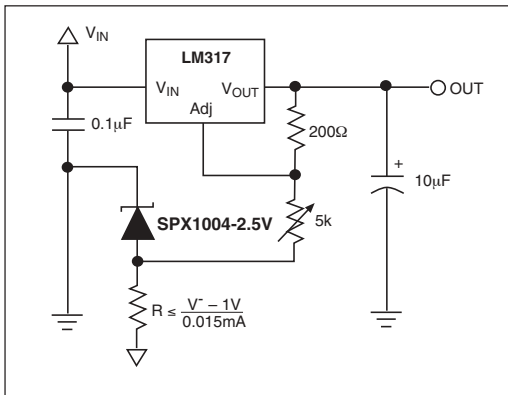 V_IN
LM317
V_IN V_OUT
Adj
OUT
0.1µF
200Ω
+
10µF
SPX1004-2.5V
5k
R ≤ V⁻ – 1V
0.015mA